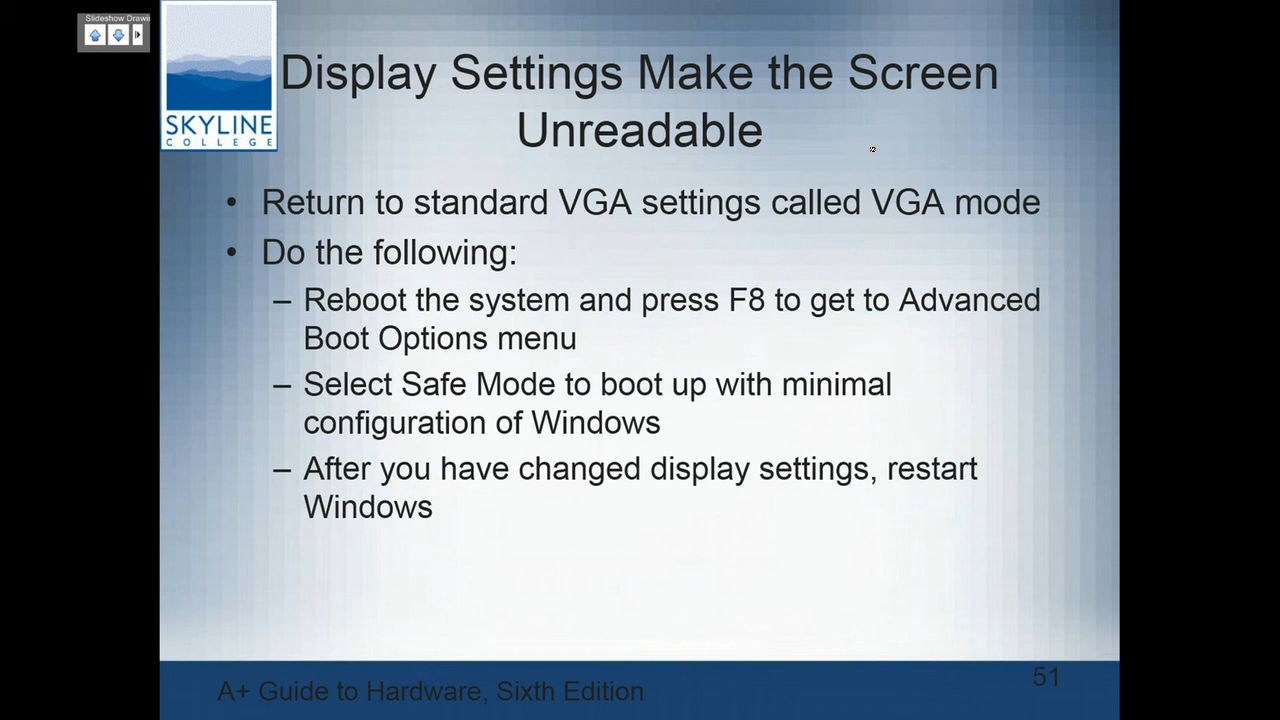 Slideshow Drawi
SKYLINE
COLLEGE
Display Settings Make the Screen
Unreadable
• Return to standard VGA settings called VGA mode
• Do the following:
– Reboot the system and press F8 to get to Advanced
Boot Options menu
– Select Safe Mode to boot up with minimal
configuration of Windows
– After you have changed display settings, restart
Windows
A+ Guide to Hardware, Sixth Edition
51